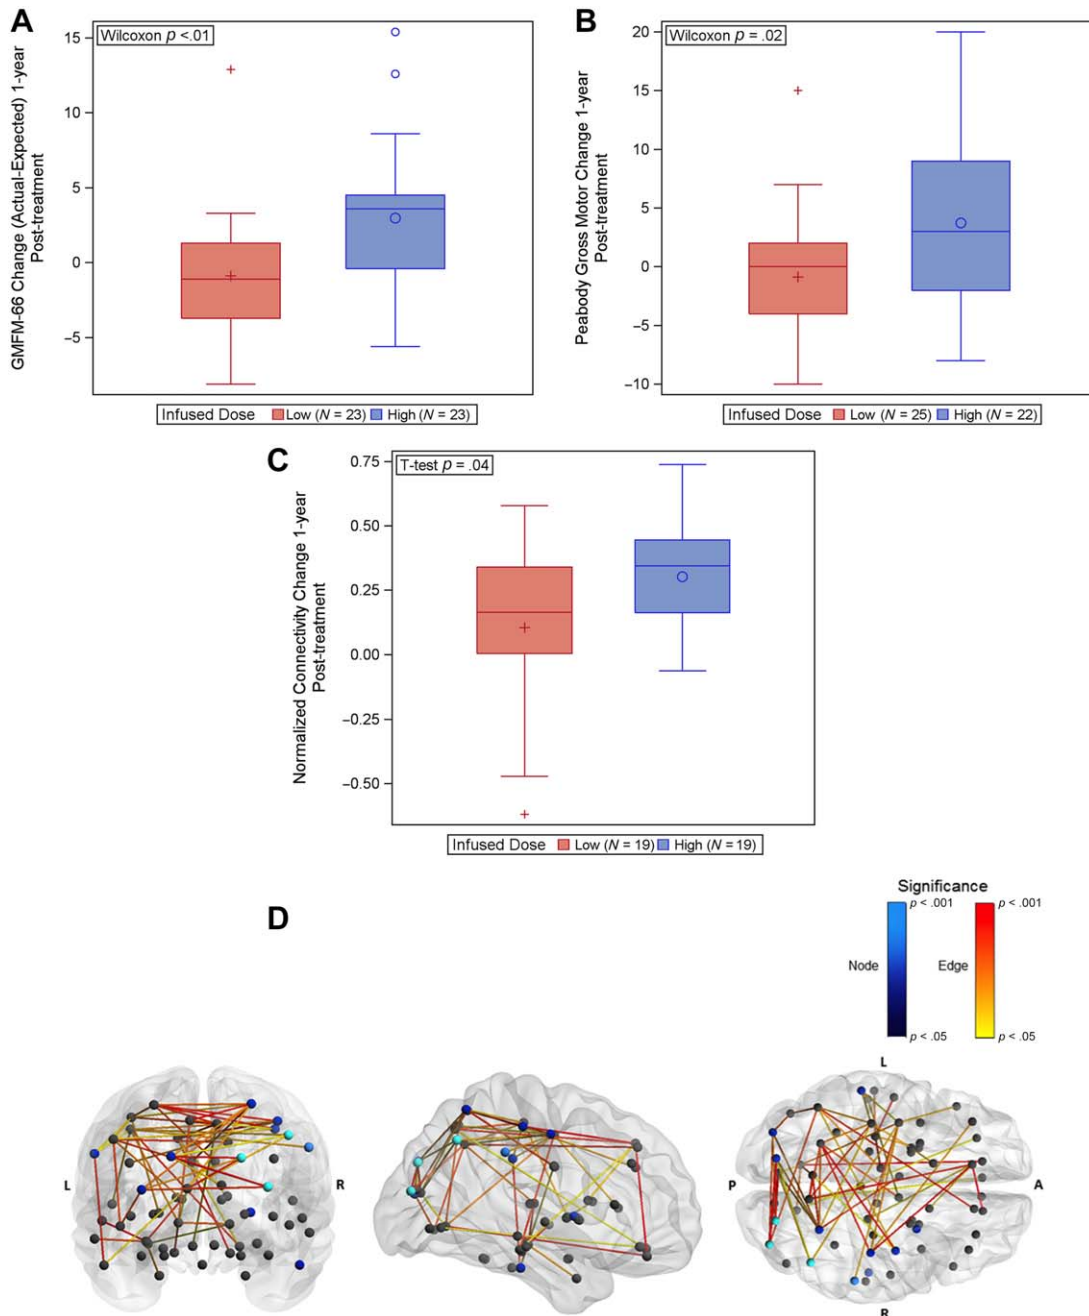 A
Wilcoxon p <.01
GMFM-66 Change (Actual-Expected) 1-year
Post-treatment
15
10
5
0
−5
Infused Dose Low (N = 23) High (N = 23)
B
Wilcoxon p = .02
Peabody Gross Motor Change 1-year
Post-treatment
20
15
10
5
0
−5
−10
Infused Dose Low (N = 25) High (N = 22)
C
T-test p = .04
Normalized Connectivity Change 1-year
Post-treatment
0.75
0.50
0.25
0.00
−0.25
−0.50
Infused Dose Low (N = 19) High (N = 19)
D
Significance
p < .001 p < .001
Node Edge
p < .05 p < .05
L R
L
P A
R